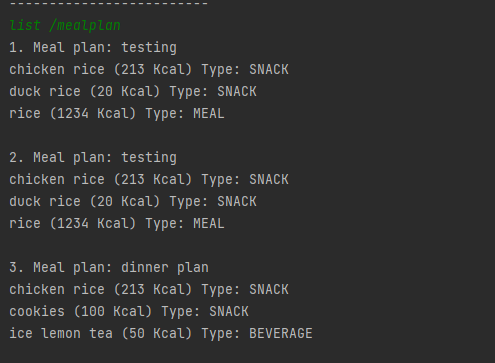 -------------------------
list /mealplan
1. Meal plan: testing
chicken rice (213 Kcal) Type: SNACK
duck rice (20 Kcal) Type: SNACK
rice (1234 Kcal) Type: MEAL
2. Meal plan: testing
chicken rice (213 Kcal) Type: SNACK
duck rice (20 Kcal) Type: SNACK
rice (1234 Kcal) Type: MEAL
3. Meal plan: dinner plan
chicken rice (213 Kcal) Type: SNACK
cookies (100 Kcal) Type: SNACK
ice lemon tea (50 Kcal) Type: BEVERAGE